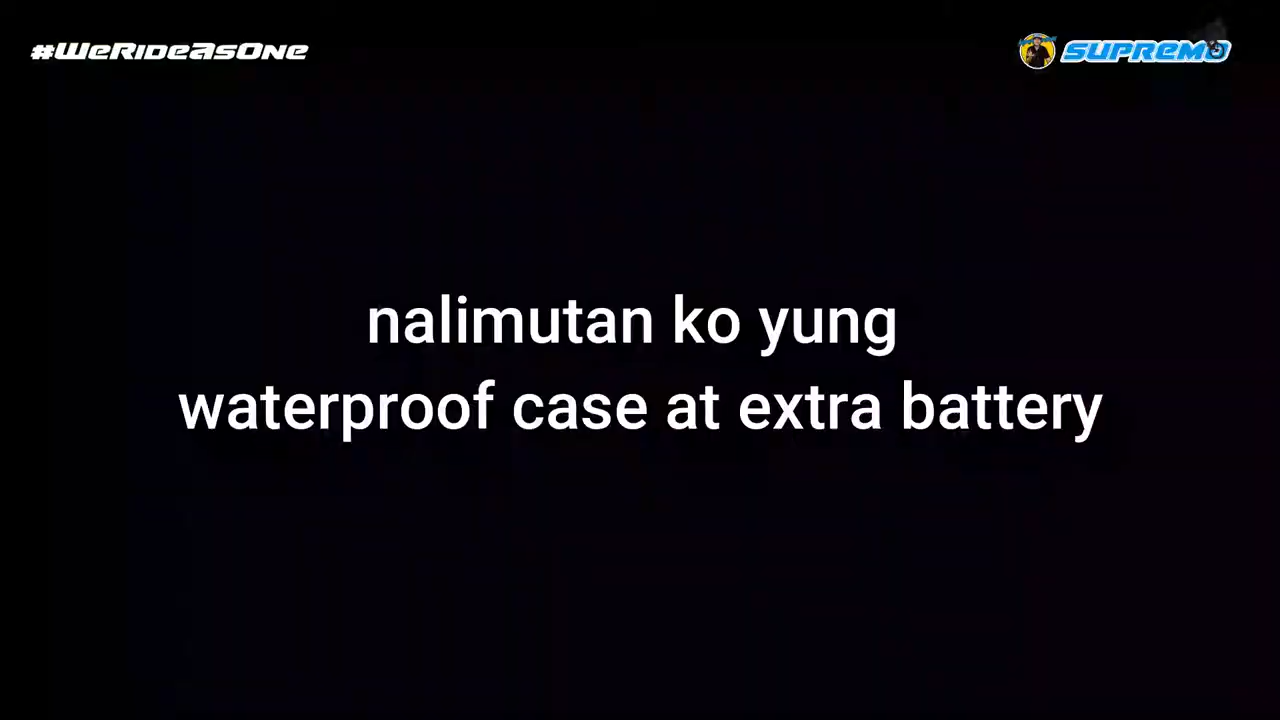 #WeRideAsOne
SUPREMO
nalimutan ko yung
waterproof case at extra battery